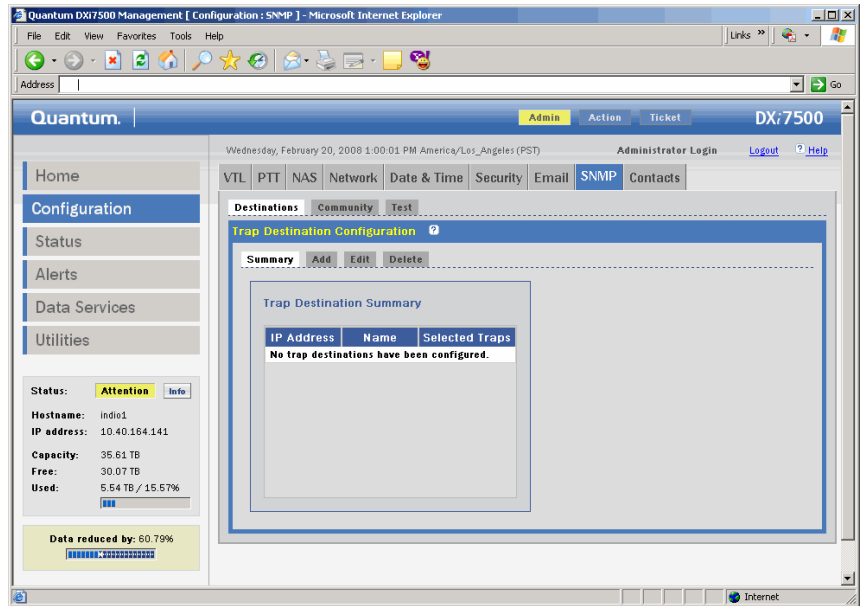 Quantum DXi7500 Management [ Configuration : SNMP ] - Microsoft Internet Explorer
File Edit View Favorites Tools Help
Links »
Address
Go
Quantum.
Admin Action Ticket
DXi7500
Wednesday, February 20, 2008 1:00:01 PM America/Los_Angeles (PST)
Administrator Login
Logout
? Help
Home
Configuration
Status
Alerts
Data Services
Utilities
VTL PTT NAS Network Date & Time Security Email SNMP Contacts
Destinations Community Test
Trap Destination Configuration ?
Summary Add Edit Delete
Trap Destination Summary
IP Address Name Selected Traps
No trap destinations have been configured.
Status: Attention Info
Hostname: indio1
IP address: 10.40.164.141
Capacity: 35.61 TB
Free: 30.07 TB
Used: 5.54 TB / 15.57%
Data reduced by: 60.79%
Internet